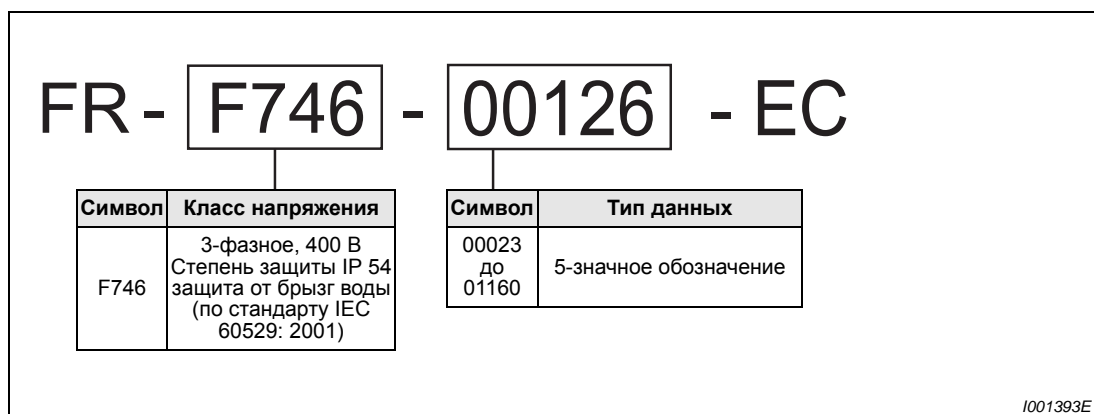 FR - F746 - 00126 - EC
Символ Класс напряжения
F746
3-фазное, 400 В
Степень защиты IP 54
защита от брызг воды
(по стандарту IEC
60529: 2001)
Символ Тип данных
00023
до
01160
5-значное обозначение
I001393E